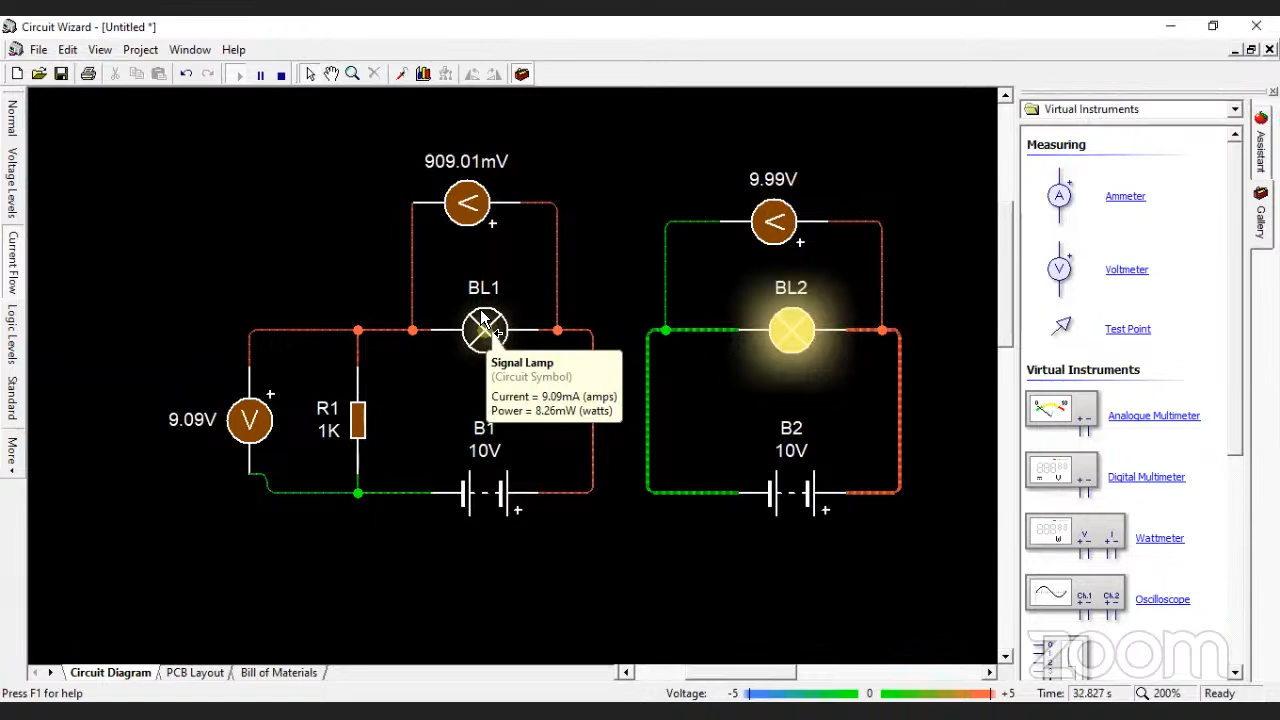 Circuit Wizard - [Untitled *]
File Edit View Project Window Help
Normal
Voltage Levels
Current Flow
Logic Levels
Standard
More
909.01mV
<
+
BL1
9.09V
V
+
R1
1K
Signal Lamp
(Circuit Symbol)
Current = 9.09mA (amps)
Power = 8.26mW (watts)
B1
10V
+
9.99V
<
+
BL2
B2
10V
+
Virtual Instruments
Measuring
A
+
Ammeter
V
+
Voltmeter
Test Point
Virtual Instruments
Analogue Multimeter
Digital Multimeter
Wattmeter
Ch.1 Ch.2
Oscilloscope
Assistant
Gallery
zoom
Circuit Diagram PCB Layout Bill of Materials
Press F1 for help
Voltage: -5 0 +5 Time: 32.827 s 200% Ready